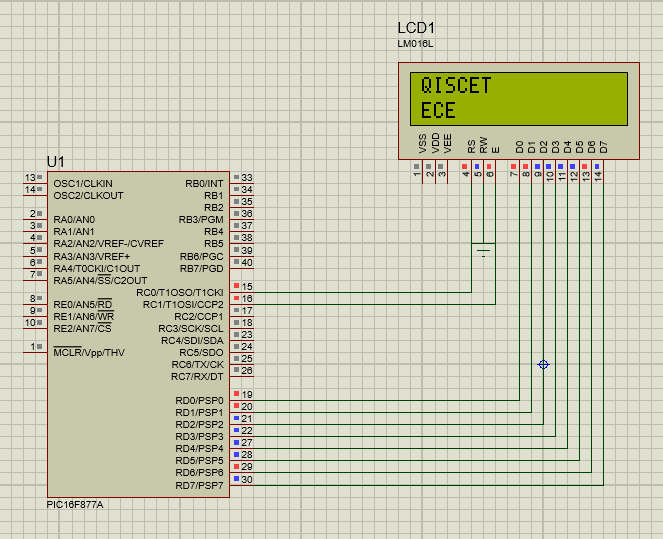 LCD1
LM016L
QISCET
ECE
VSS VDD VEE RS RW E D0 D1 D2 D3 D4 D5 D6 D7
1 2 3 4 5 6 7 8 9 10 11 12 13 14
U1
13 OSC1/CLKIN RB0/INT 33
14 OSC2/CLKOUT RB1 34
RB2 35
2 RA0/AN0 RB3/PGM 36
3 RA1/AN1 RB4 37
4 RA2/AN2/VREF-/CVREF RB5 38
5 RA3/AN3/VREF+ RB6/PGC 39
6 RA4/T0CKI/C1OUT RB7/PGD 40
7 RA5/AN4/SS/C2OUT
RC0/T1OSO/T1CKI 15
8 RE0/AN5/RD RC1/T1OSI/CCP2 16
9 RE1/AN6/WR RC2/CCP1 17
10 RE2/AN7/CS RC3/SCK/SCL 18
RC4/SDI/SDA 23
1 MCLR/Vpp/THV RC5/SDO 24
RC6/TX/CK 25
RC7/RX/DT 26
RD0/PSP0 19
RD1/PSP1 20
RD2/PSP2 21
RD3/PSP3 22
RD4/PSP4 27
RD5/PSP5 28
RD6/PSP6 29
RD7/PSP7 30
PIC16F877A